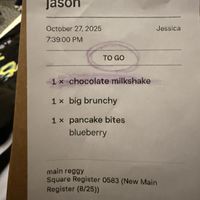 jason
October 27, 2025 Jessica
7:39:00 PM
TO GO
1 × chocolate milkshake
1 × big brunchy
1 × pancake bites
blueberry
main reggy
Square Register 0583 (New Main
Register (8/25))